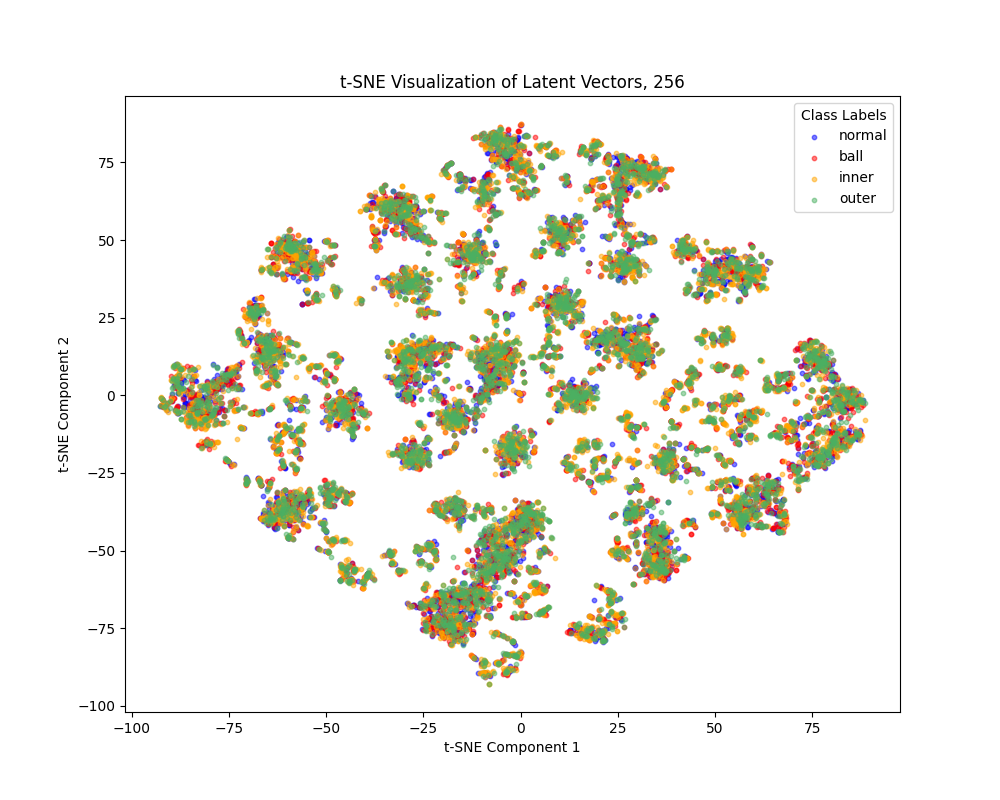 t-SNE Visualization of Latent Vectors, 256
Class Labels
normal
ball
inner
outer
75
50
25
0
−25
−50
−75
−100
t-SNE Component 2
−100
−75
−50
−25
0
25
50
75
t-SNE Component 1